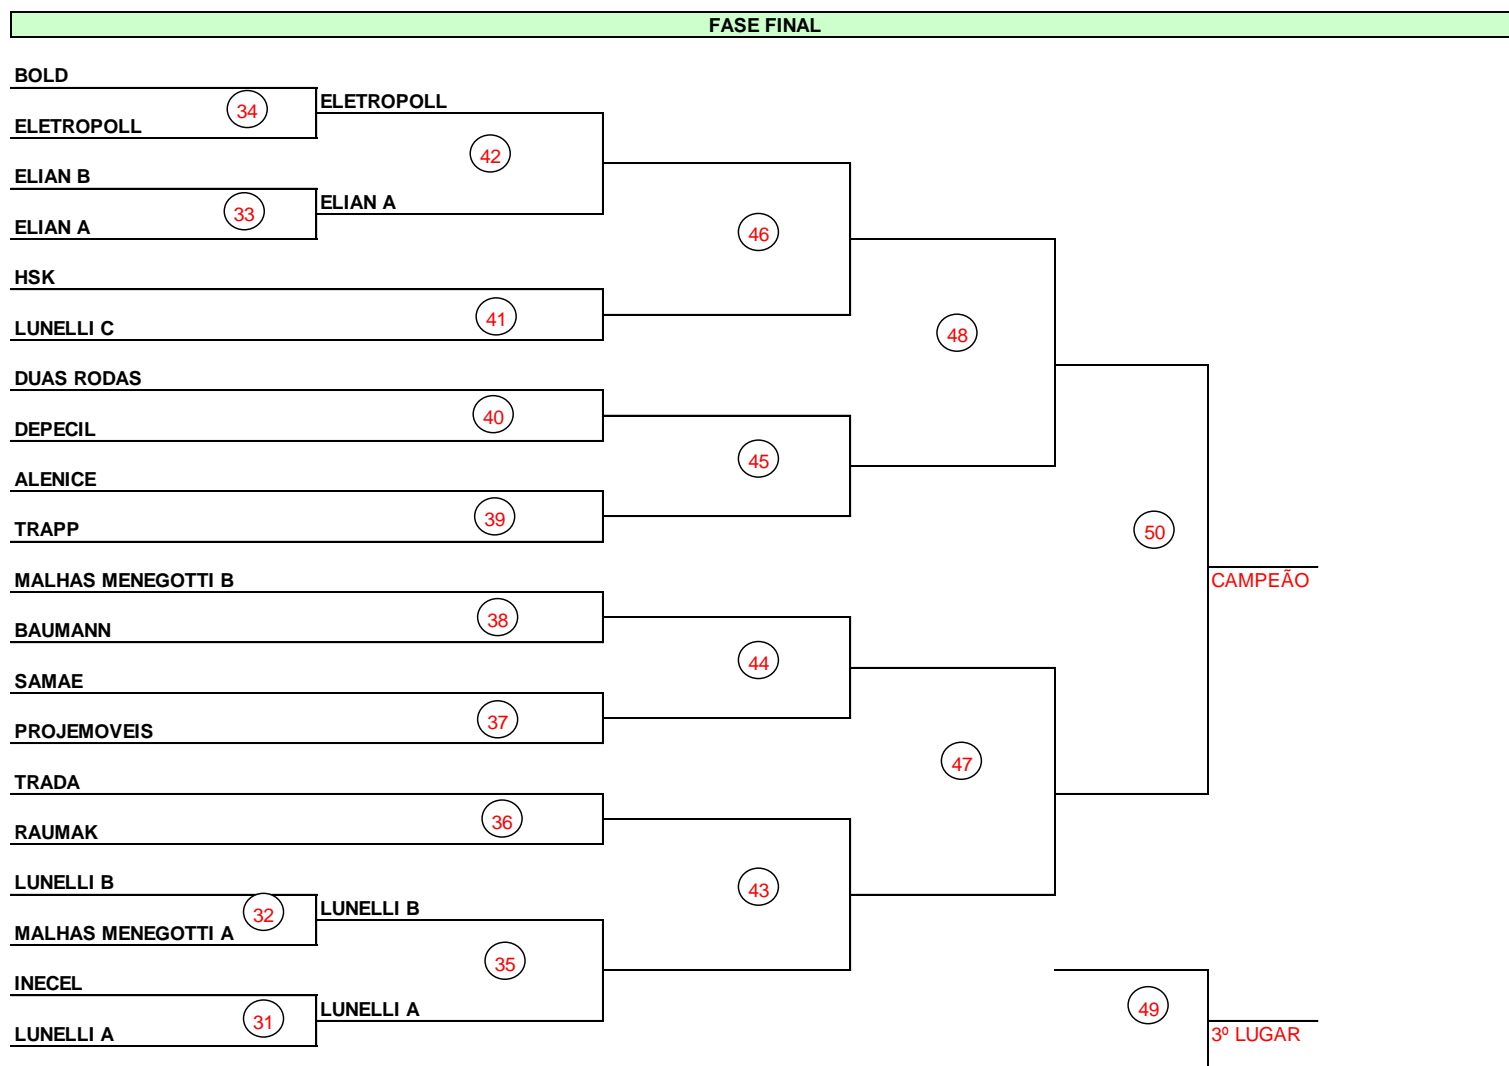 FASE FINAL
BOLD
34
ELETROPOLL
ELETROPOLL
42
ELIAN B
33
ELIAN A
ELIAN A
46
HSK
41
LUNELLI C
48
DUAS RODAS
40
DEPECIL
45
ALENICE
39
TRAPP
50
MALHAS MENEGOTTI B
CAMPEÃO
38
BAUMANN
44
SAMAE
37
PROJEMOVEIS
47
TRADA
36
RAUMAK
LUNELLI B
43
32
LUNELLI B
MALHAS MENEGOTTI A
35
INECEL
31
LUNELLI A
49
LUNELLI A
3º LUGAR